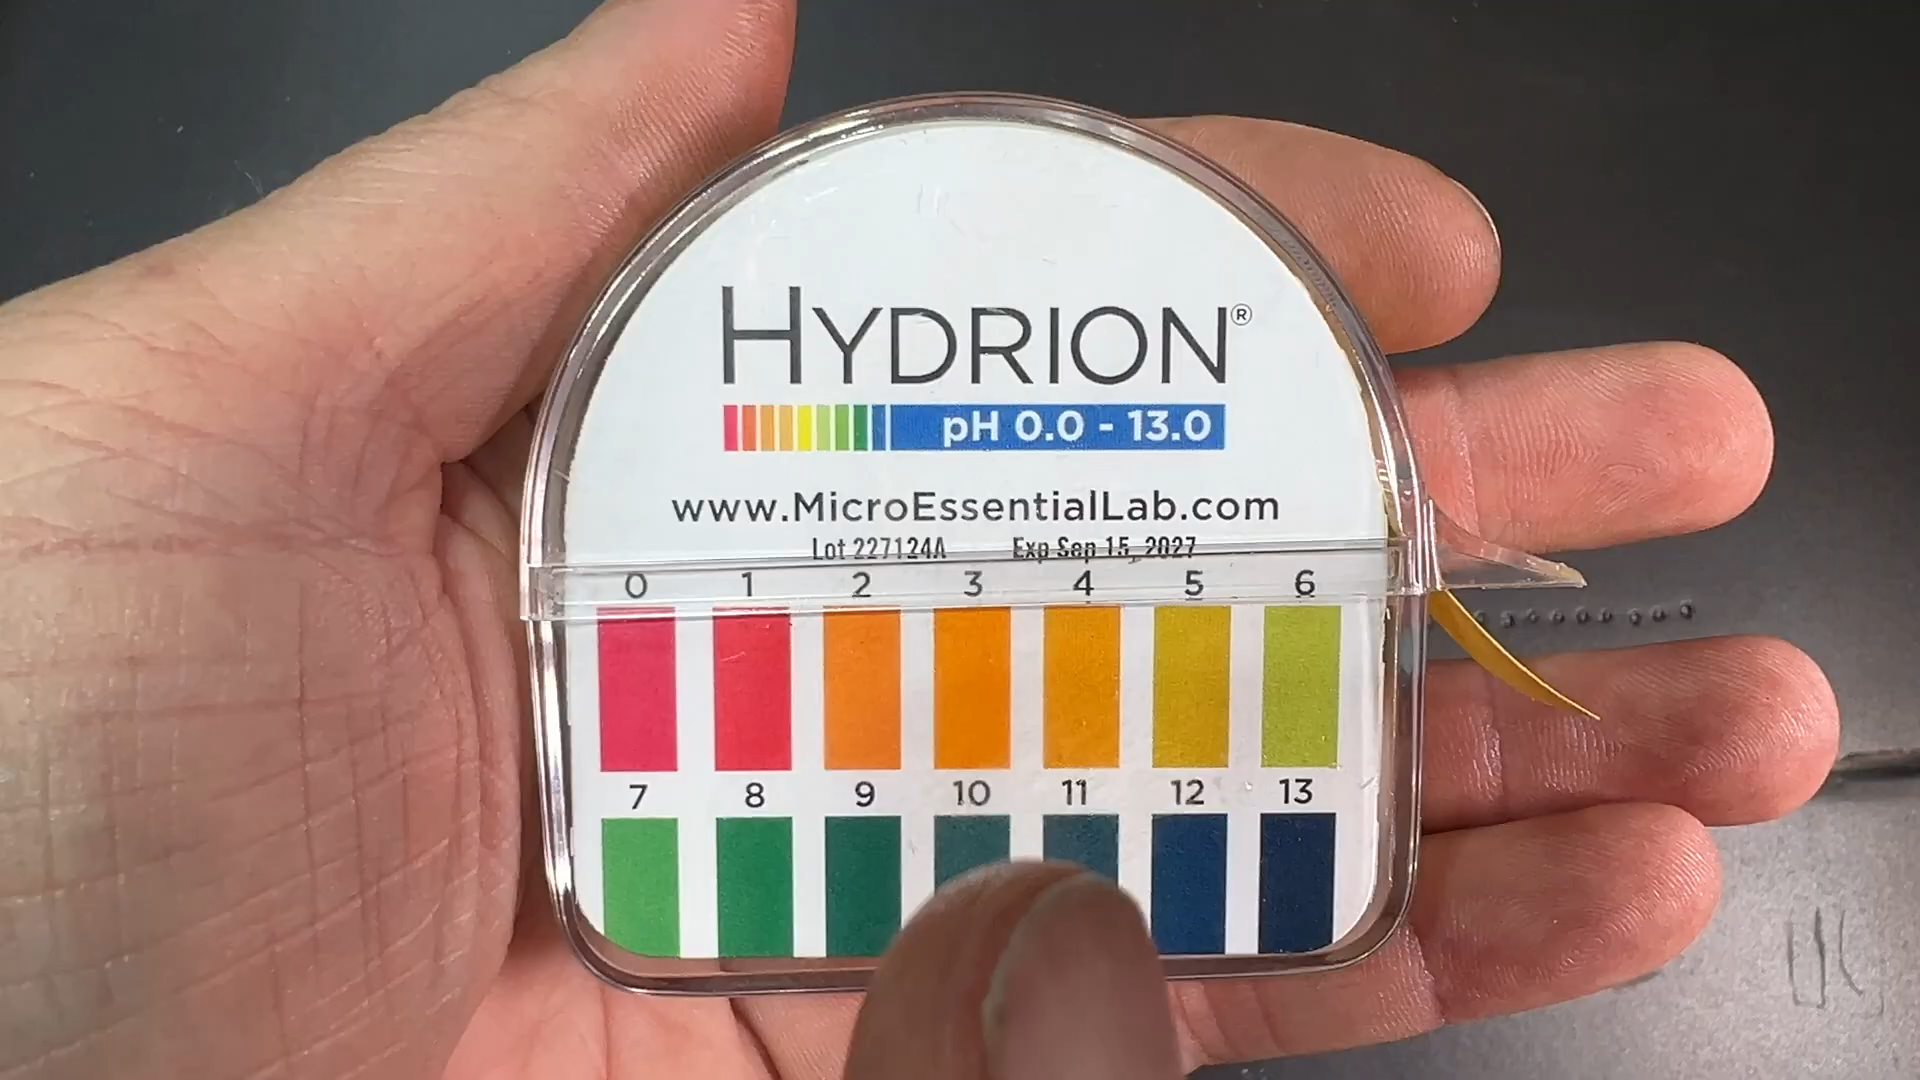 HYDRION®
pH 0.0 - 13.0
www.MicroEssentialLab.com
Lot 227124A Exp Sep 15, 2027
0 1 2 3 4 5 6
7 8 9 10 11 12 13